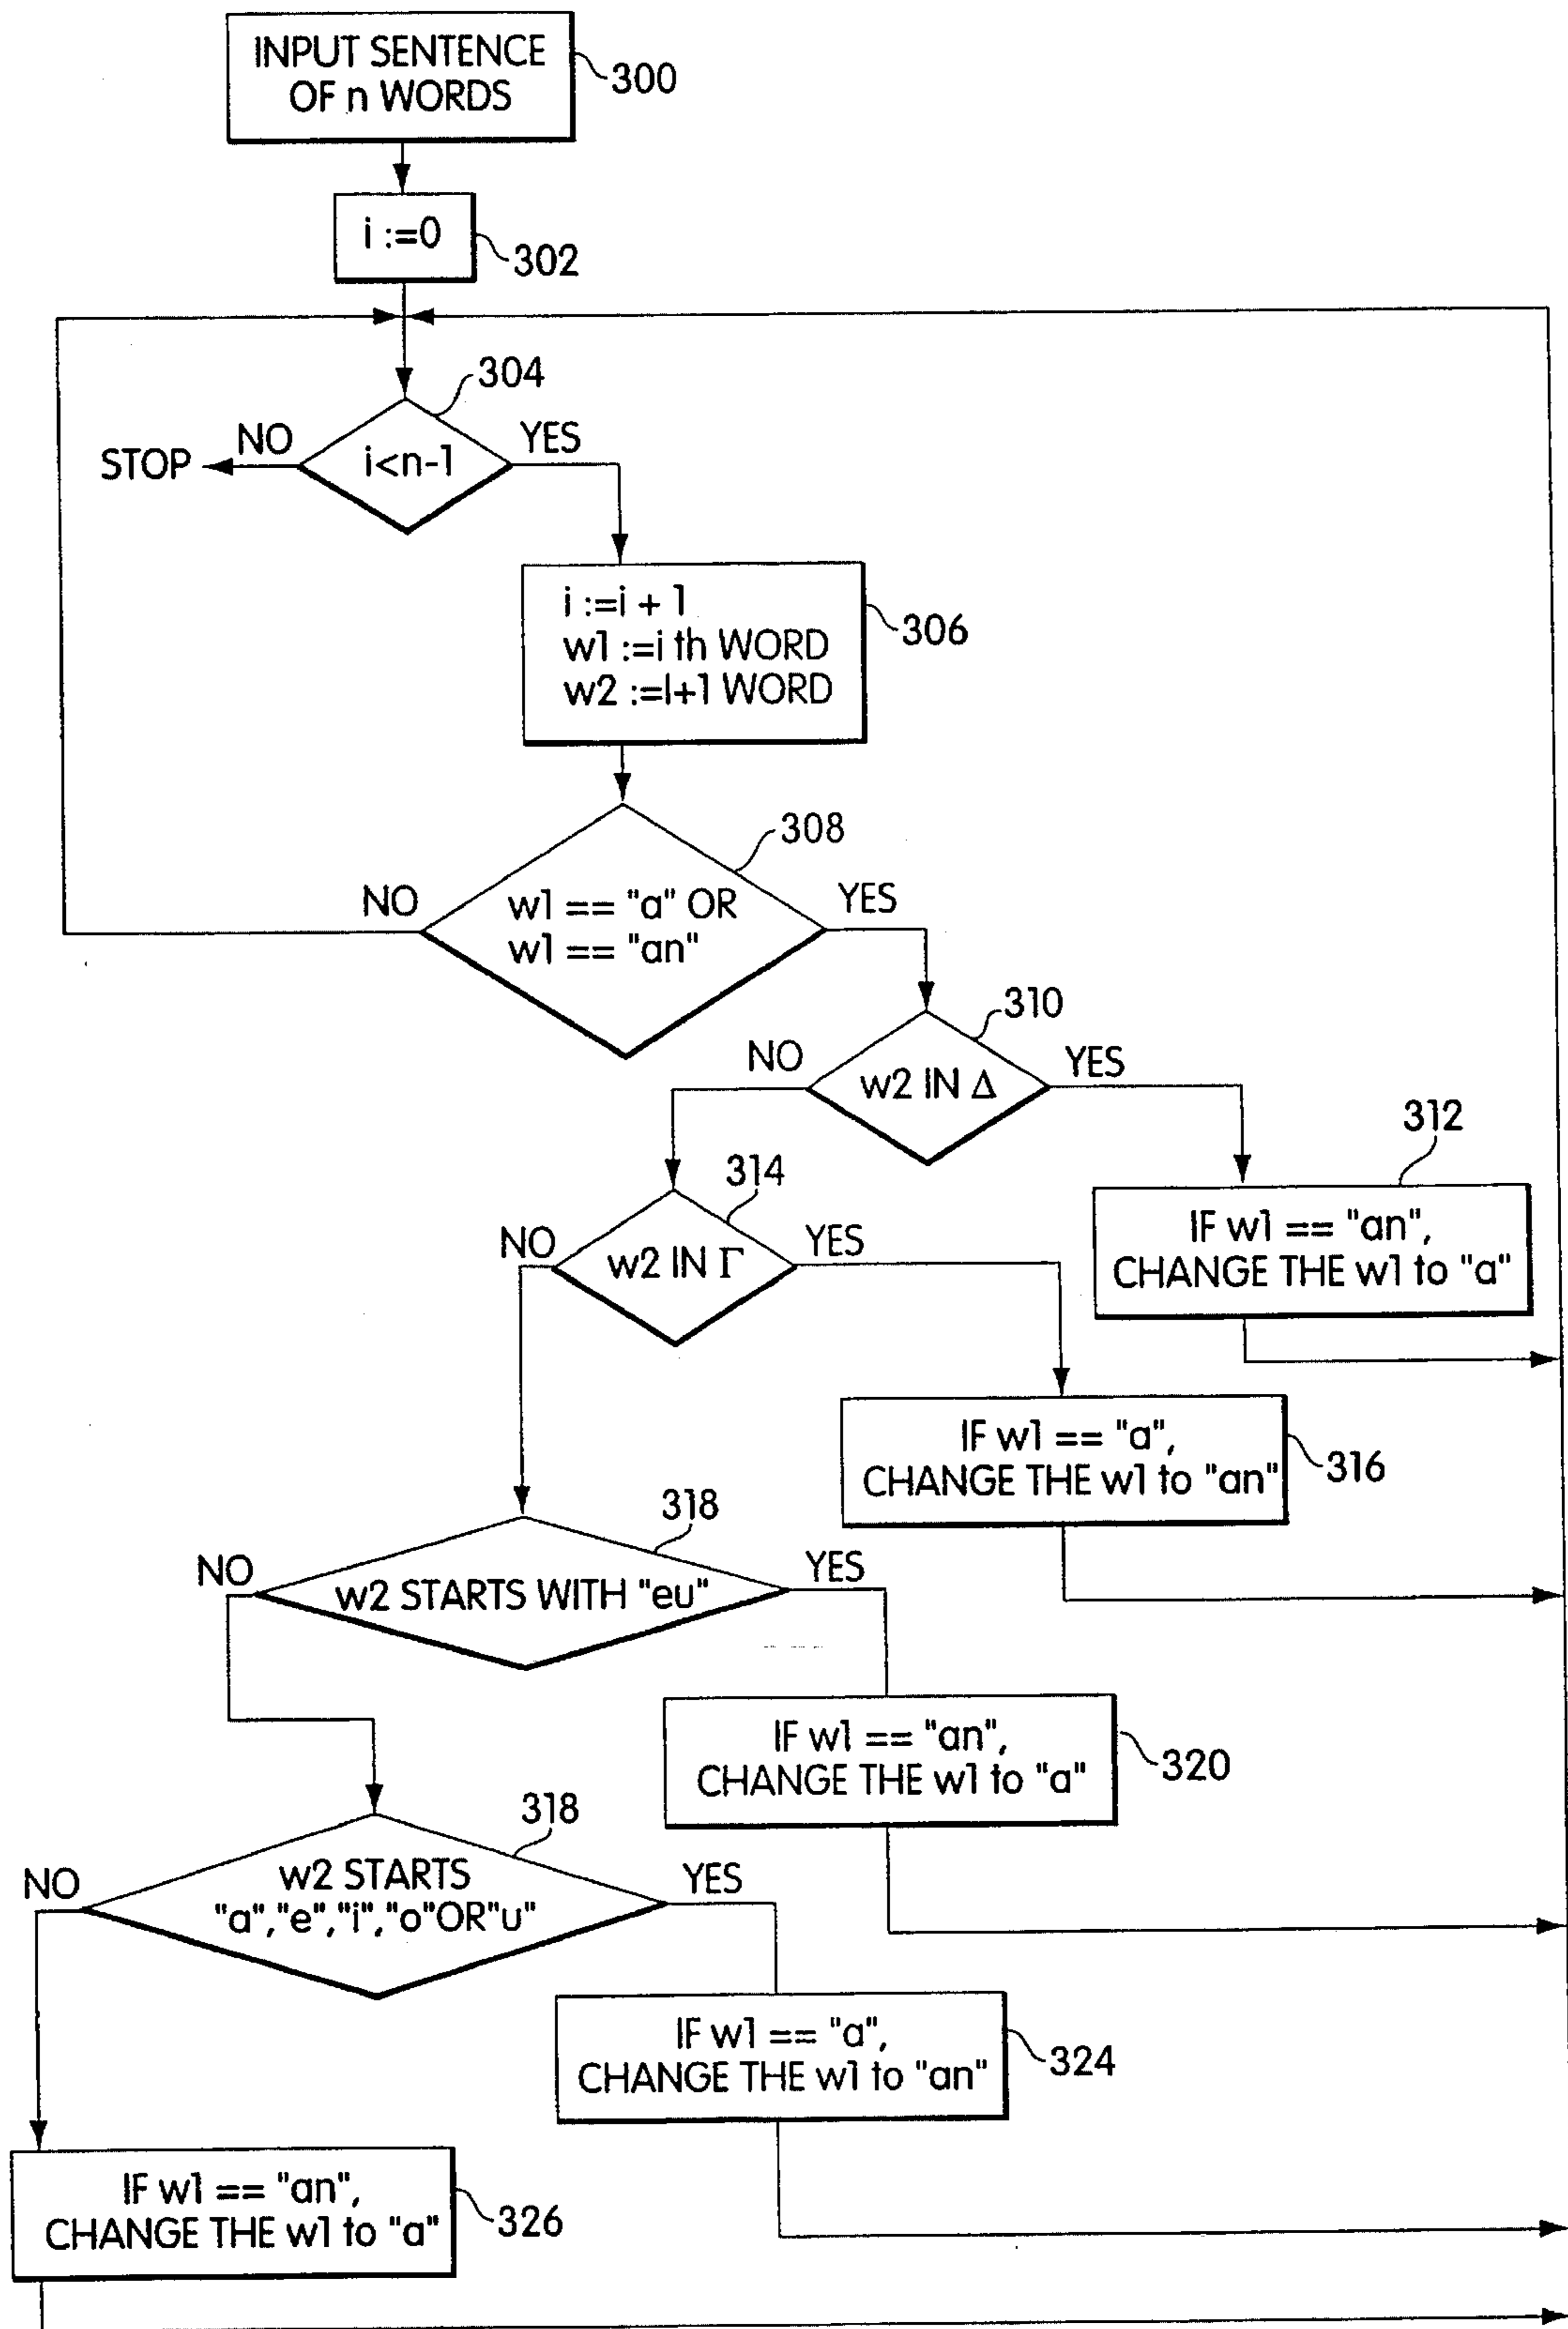 INPUT SENTENCE
OF n WORDS
300
i :=0
302
304
NO
YES
STOP
i<n-1
i :=i + 1
w1 :=i th WORD
w2 :=I+1 WORD
306
308
NO
YES
w1 == "a" OR
w1 == "an"
310
NO
YES
w2 IN Δ
312
314
IF w1 == "an",
CHANGE THE w1 to "a"
NO
YES
w2 IN Γ
IF w1 == "a",
CHANGE THE w1 to "an"
316
318
NO
YES
w2 STARTS WITH "eu"
IF w1 == "an",
CHANGE THE w1 to "a"
320
318
NO
YES
w2 STARTS
"a","e","i","o"OR"u"
IF w1 == "a",
CHANGE THE w1 to "an"
324
IF w1 == "an",
CHANGE THE w1 to "a"
326